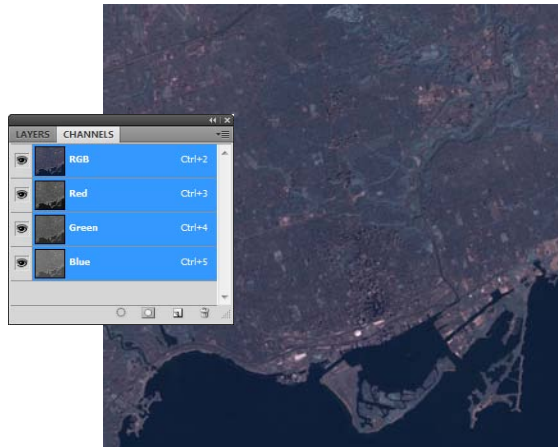 LAYERS CHANNELS
RGB Ctrl+2
Red Ctrl+3
Green Ctrl+4
Blue Ctrl+5